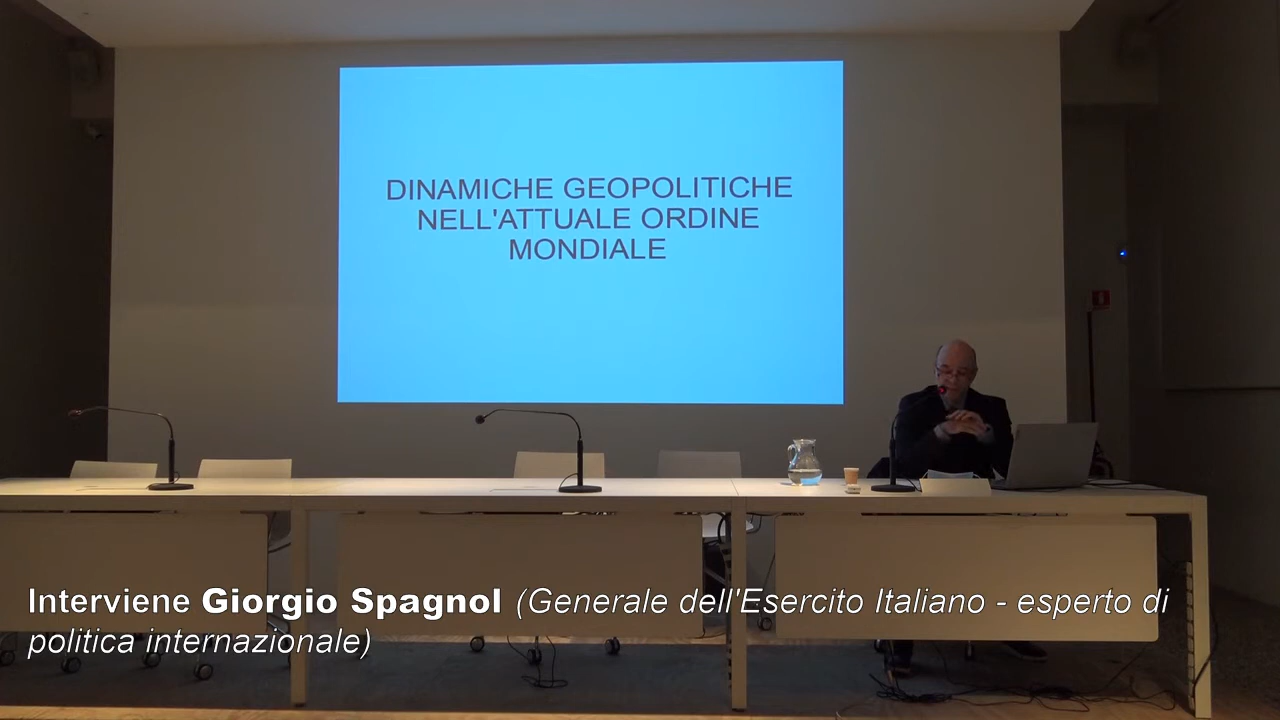 DINAMICHE GEOPOLITICHE
NELL'ATTUALE ORDINE
MONDIALE
Interviene Giorgio Spagnol (Generale dell'Esercito Italiano - esperto di
politica internazionale)